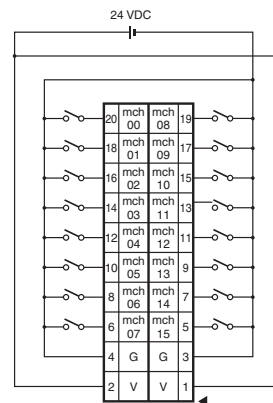 24 VDC
20 mch 00 mch 08 19
18 mch 01 mch 09 17
16 mch 02 mch 10 15
14 mch 03 mch 11 13
12 mch 04 mch 12 11
10 mch 05 mch 13 9
8 mch 06 mch 14 7
6 mch 07 mch 15 5
4 G G 3
2 V V 1